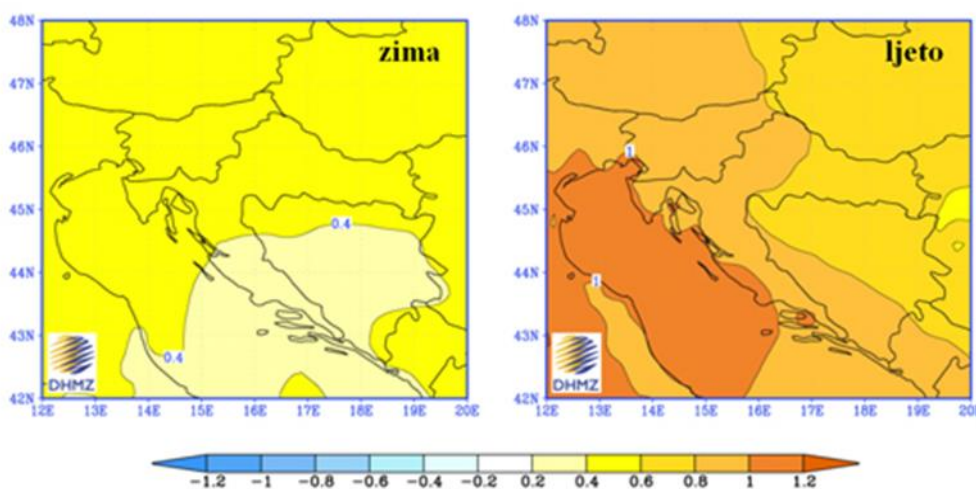 zima
48N
47N
46N
45N
44N
43N
42N
0.4
0.4
DHMZ
12E 13E 14E 15E 16E 17E 18E 19E 20E
ljeto
48N
47N
46N
45N
44N
43N
42N
1
1
DHMZ
12E 13E 14E 15E 16E 17E 18E 19E 20E
-1.2 -1 -0.8 -0.6 -0.4 -0.2 0.2 0.4 0.6 0.8 1 1.2